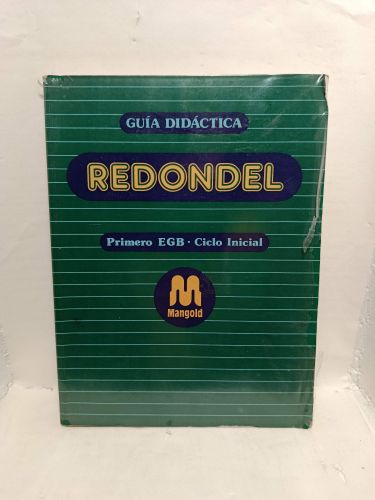 GUÍA DIDÁCTICA
REDONDEL
Primero EGB · Ciclo Inicial
Mangold